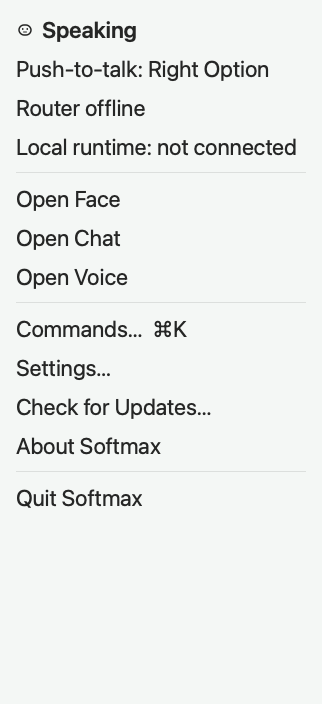 Speaking
Push-to-talk: Right Option
Router offline
Local runtime: not connected
Open Face
Open Chat
Open Voice
Commands... ⌘K
Settings...
Check for Updates...
About Softmax
Quit Softmax